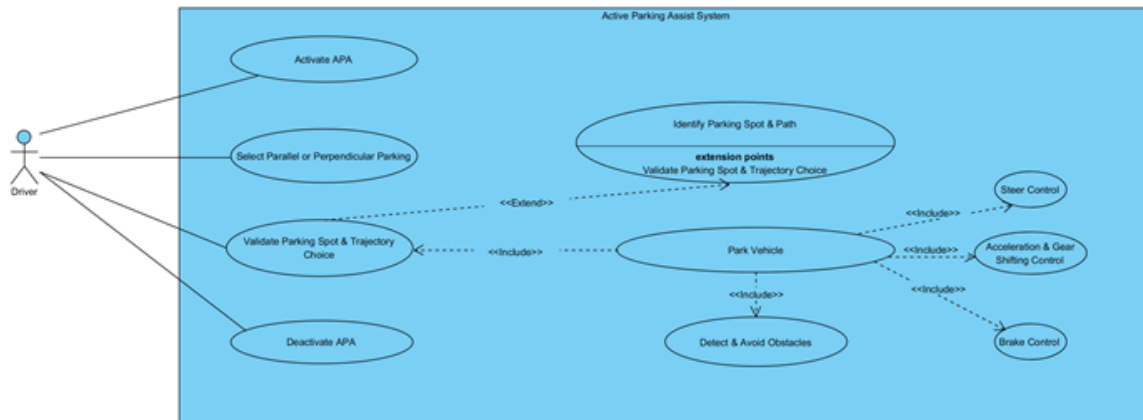 Active Parking Assist System
Activate APA
Identify Parking Spot & Path
extension points
Validate Parking Spot & Trajectory Choice
Select Parallel or Perpendicular Parking
Driver
Steer Control
<<Extend>>
<<Include>>
Validate Parking Spot & Trajectory
Choice
<<Include>>
Park Vehicle
<<Include>>
Acceleration & Gear
Shifting Control
<<Include>>
<<Include>>
Deactivate APA
Detect & Avoid Obstacles
Brake Control